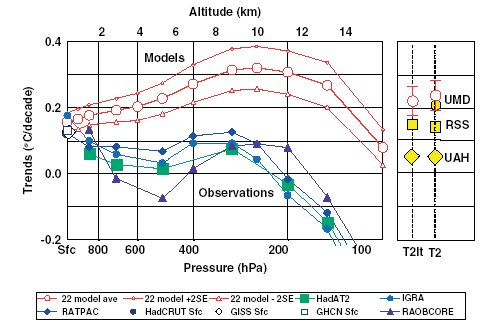 Altitude (km)
2 4 6 8 10 12 14
0.4
0.2
0.0
-0.2
Trends (°C/decade)
Models
Observations
UMD
RSS
UAH
Sfc 800 600 400 200 100
T2lt T2
Pressure (hPa)
22 model ave 22 model +2SE 22 model - 2SE HadAT2 IGRA
RATPAC HadCRUT Sfc GISS Sfc GHCN Sfc RAOBCORE